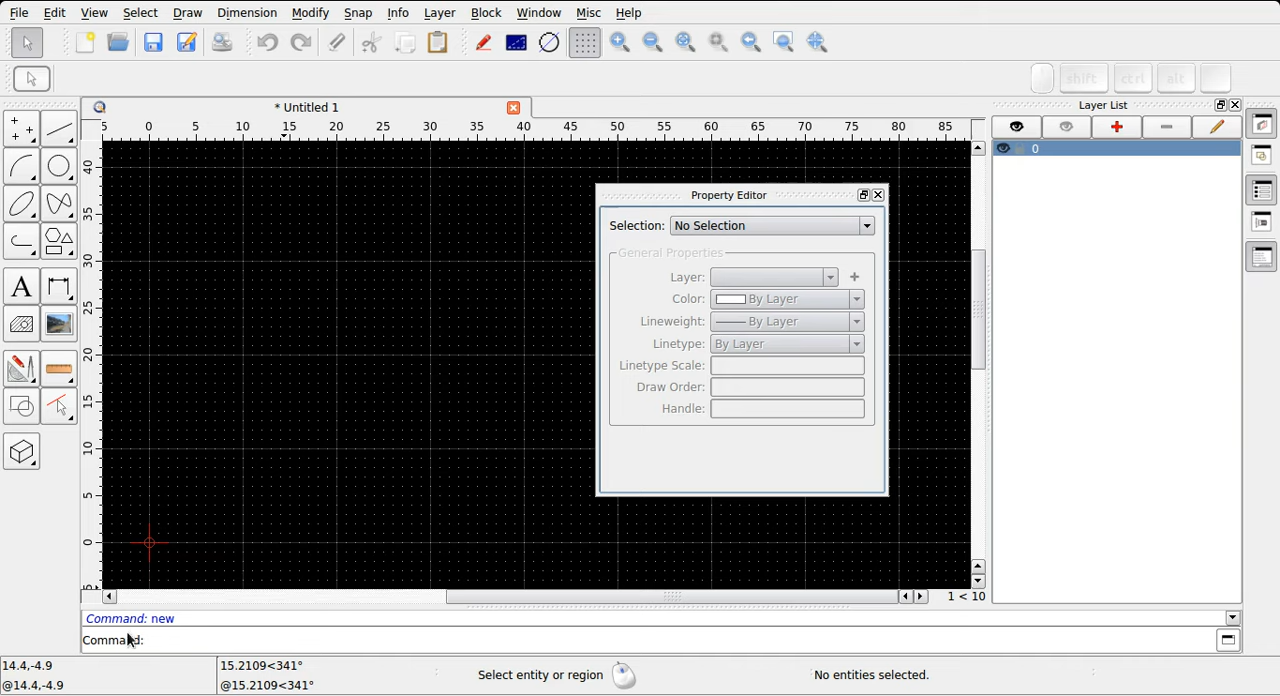 File Edit View Select Draw Dimension Modify Snap Info Layer Block Window Misc Help
shift ctrl alt
* Untitled 1
Layer List
5 0 5 10 15 20 25 30 35 40 45 50 55 60 65 70 75 80 85
40
35
30
25
20
15
10
5
0
5
0
Property Editor
Selection: No Selection
General Properties
Layer:
Color: By Layer
Lineweight: By Layer
Linetype: By Layer
Linetype Scale:
Draw Order:
Handle:
A
1 < 10
Command: new
Command:
14.4,-4.9
@14.4,-4.9
15.2109<341°
@15.2109<341°
Select entity or region
No entities selected.